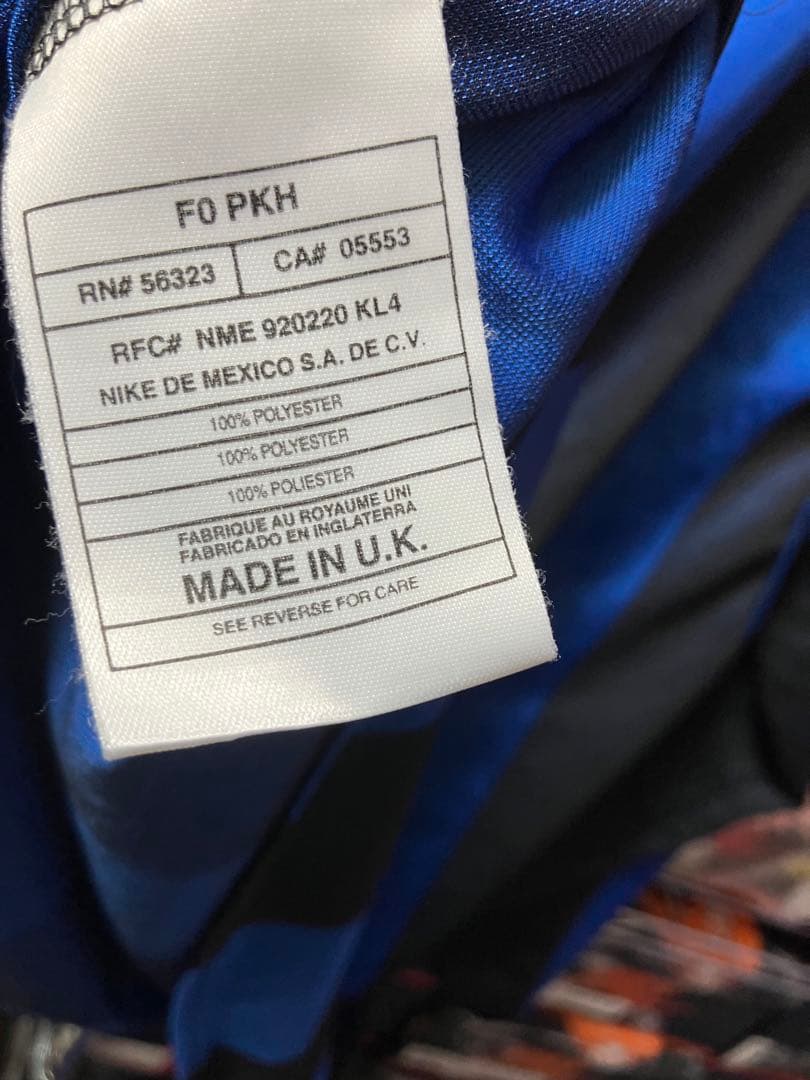 F0 PKH
RN# 56323
CA# 05553
RFC# NME 920220 KL4
NIKE DE MEXICO S.A. DE C.V.
100% POLYESTER
100% POLYESTER
100% POLIESTER
FABRIQUE AU ROYAUME UNI
FABRICADO EN INGLATERRA
MADE IN U.K.
SEE REVERSE FOR CARE